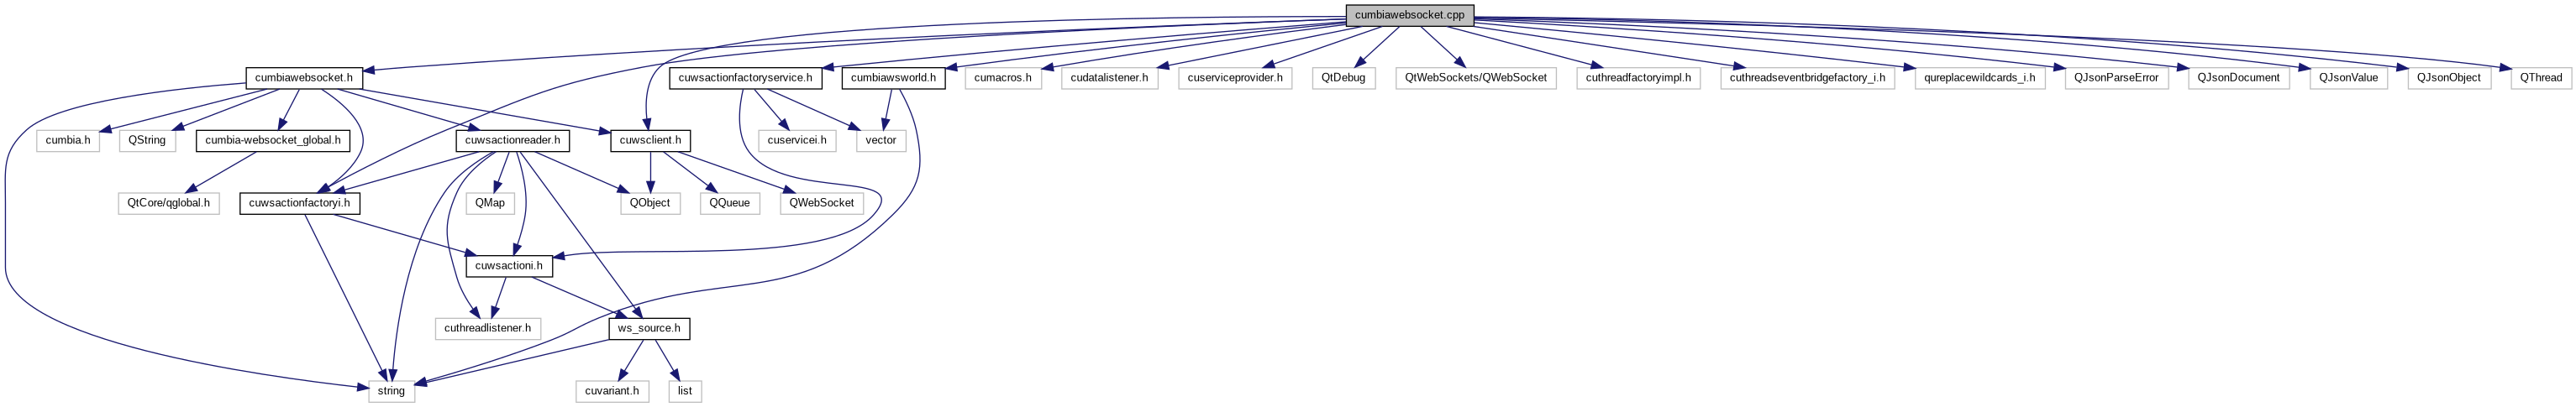 cumbiawebsocket.cpp
cumbiawebsocket.h
cuwsactionfactoryservice.h
cumbiawsworld.h
cumacros.h
cudatalistener.h
cuserviceprovider.h
QtDebug
QtWebSockets/QWebSocket
cuthreadfactoryimpl.h
cuthreadseventbridgefactory_i.h
qureplacewildcards_i.h
QJsonParseError
QJsonDocument
QJsonValue
QJsonObject
QThread
cumbia.h
QString
cumbia-websocket_global.h
cuwsactionreader.h
cuwsclient.h
cuservicei.h
vector
QtCore/qglobal.h
cuwsactionfactoryi.h
QMap
QObject
QQueue
QWebSocket
cuwsactioni.h
cuthreadlistener.h
ws_source.h
string
cuvariant.h
list